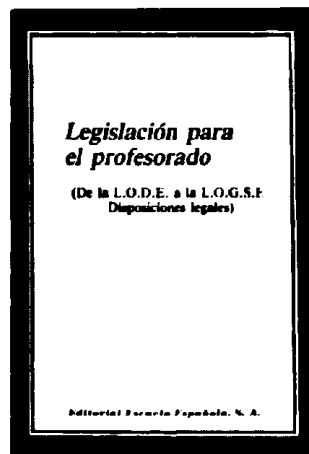 Legislación para
el profesorado
(De la L.O.D.E. a la L.O.G.S.E.
Disposiciones legales)
Editorial Escuela Española, S. A.